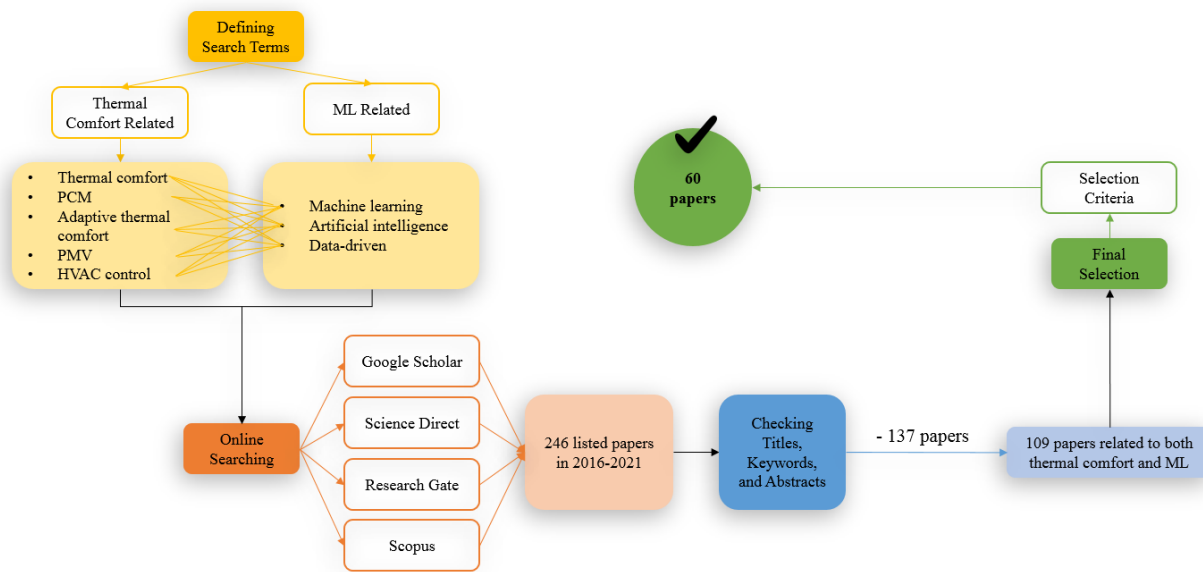 Defining
Search Terms
Thermal
Comfort Related
ML Related
• Thermal comfort
• PCM
• Adaptive thermal
comfort
• PMV
• HVAC control
• Machine learning
• Artificial intelligence
• Data-driven
Online
Searching
Google Scholar
Science Direct
Research Gate
Scopus
246 listed papers
in 2016-2021
Checking
Titles,
Keywords,
and Abstracts
- 137 papers
109 papers related to both
thermal comfort and ML
Final
Selection
Selection
Criteria
60
papers